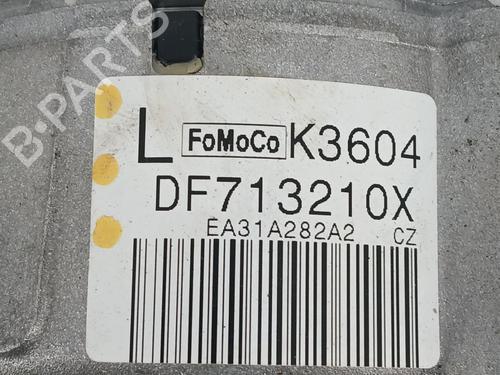 B-PARTS
L FoMoCo K3604
DF713210X
EA31A282A2 CZ